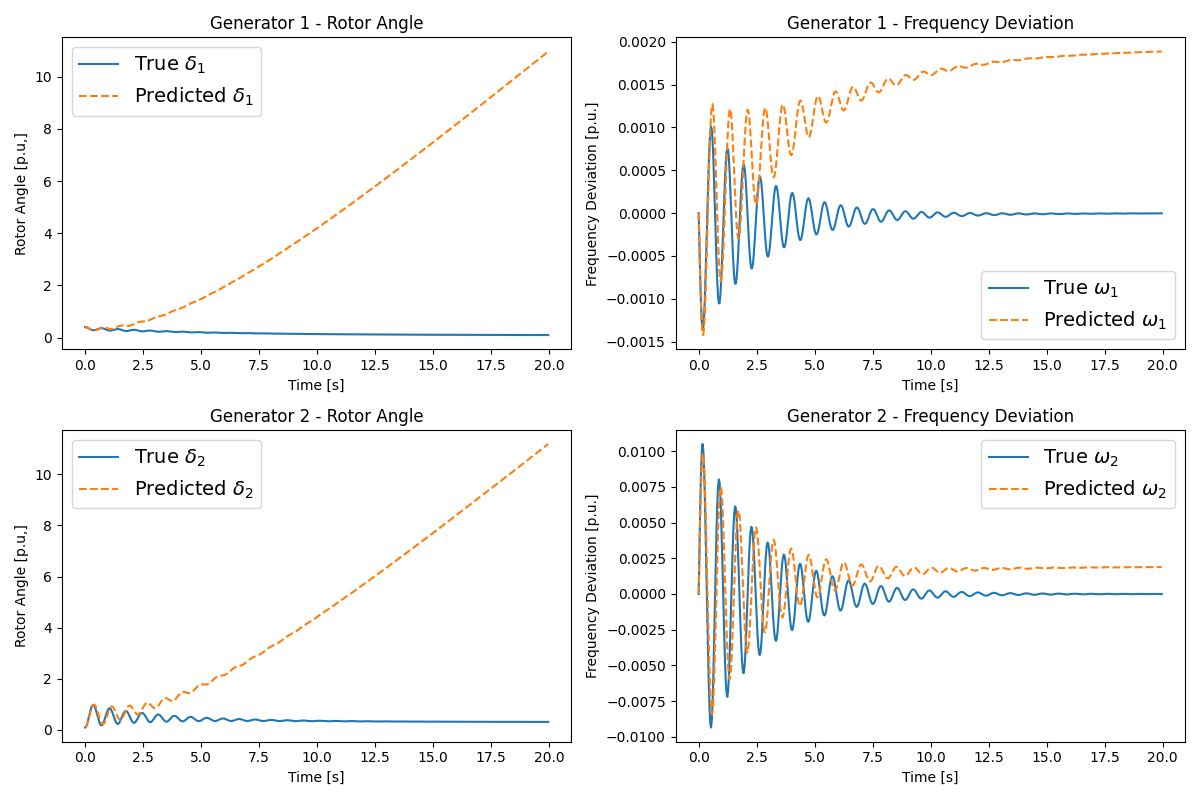 Generator 1 - Rotor Angle
Rotor Angle [p.u,]
10
8
6
4
2
0
True δ₁
Predicted δ₁
0.0 2.5 5.0 7.5 10.0 12.5 15.0 17.5 20.0
Time [s]
Generator 1 - Frequency Deviation
Frequency Deviation [p.u.]
0.0020
0.0015
0.0010
0.0005
0.0000
−0.0005
−0.0010
−0.0015
True ω₁
Predicted ω₁
0.0 2.5 5.0 7.5 10.0 12.5 15.0 17.5 20.0
Time [s]
Generator 2 - Rotor Angle
Rotor Angle [p.u,]
10
8
6
4
2
0
True δ₂
Predicted δ₂
0.0 2.5 5.0 7.5 10.0 12.5 15.0 17.5 20.0
Time [s]
Generator 2 - Frequency Deviation
Frequency Deviation [p.u.]
0.0100
0.0075
0.0050
0.0025
0.0000
−0.0025
−0.0050
−0.0075
−0.0100
True ω₂
Predicted ω₂
0.0 2.5 5.0 7.5 10.0 12.5 15.0 17.5 20.0
Time [s]